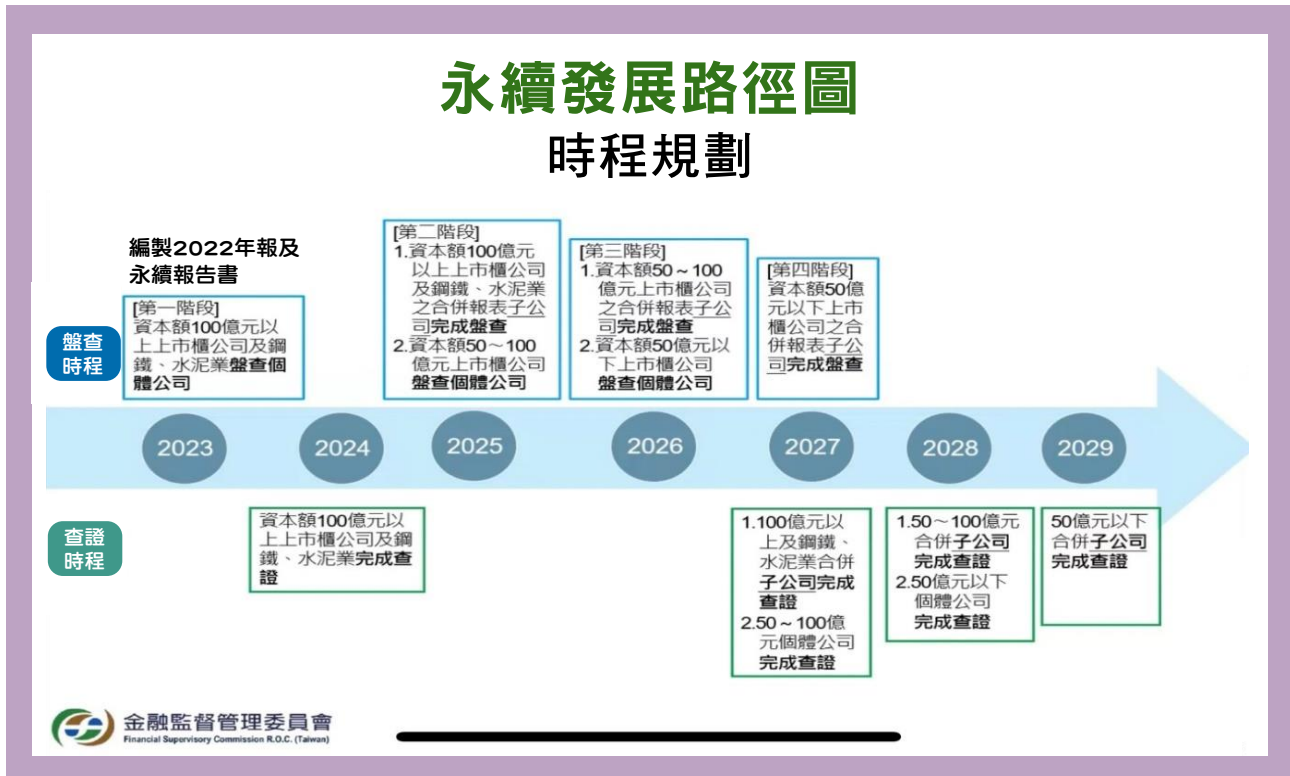 永續發展路徑圖
時程規劃
編製2022年報及
永續報告書
盤查
時程
[第一階段]
資本額100億元以
上上市櫃公司及鋼
鐵、水泥業盤查個
體公司
[第二階段]
1.資本額100億元
以上上市櫃公司
及鋼鐵、水泥業
之合併報表子公
司完成盤查
2.資本額50～100
億元上市櫃公司
盤查個體公司
[第三階段]
1.資本額50～100
億元上市櫃公司
之合併報表子公
司完成盤查
2.資本額50億元以
下上市櫃公司
盤查個體公司
[第四階段]
資本額50億
元以下上市
櫃公司之合
併報表子公
司完成盤查
2023
2024
2025
2026
2027
2028
2029
查證
時程
資本額100億元以
上上市櫃公司及鋼
鐵、水泥業完成查
證
1.100億元以
上及鋼鐵、
水泥業合併
子公司完成
查證
2.50～100億
元個體公司
完成查證
1.50～100億元
合併子公司
完成查證
2.50億元以下
個體公司
完成查證
50億元以下
合併子公司
完成查證
金融監督管理委員會
Financial Supervisory Commission R.O.C. (Taiwan)